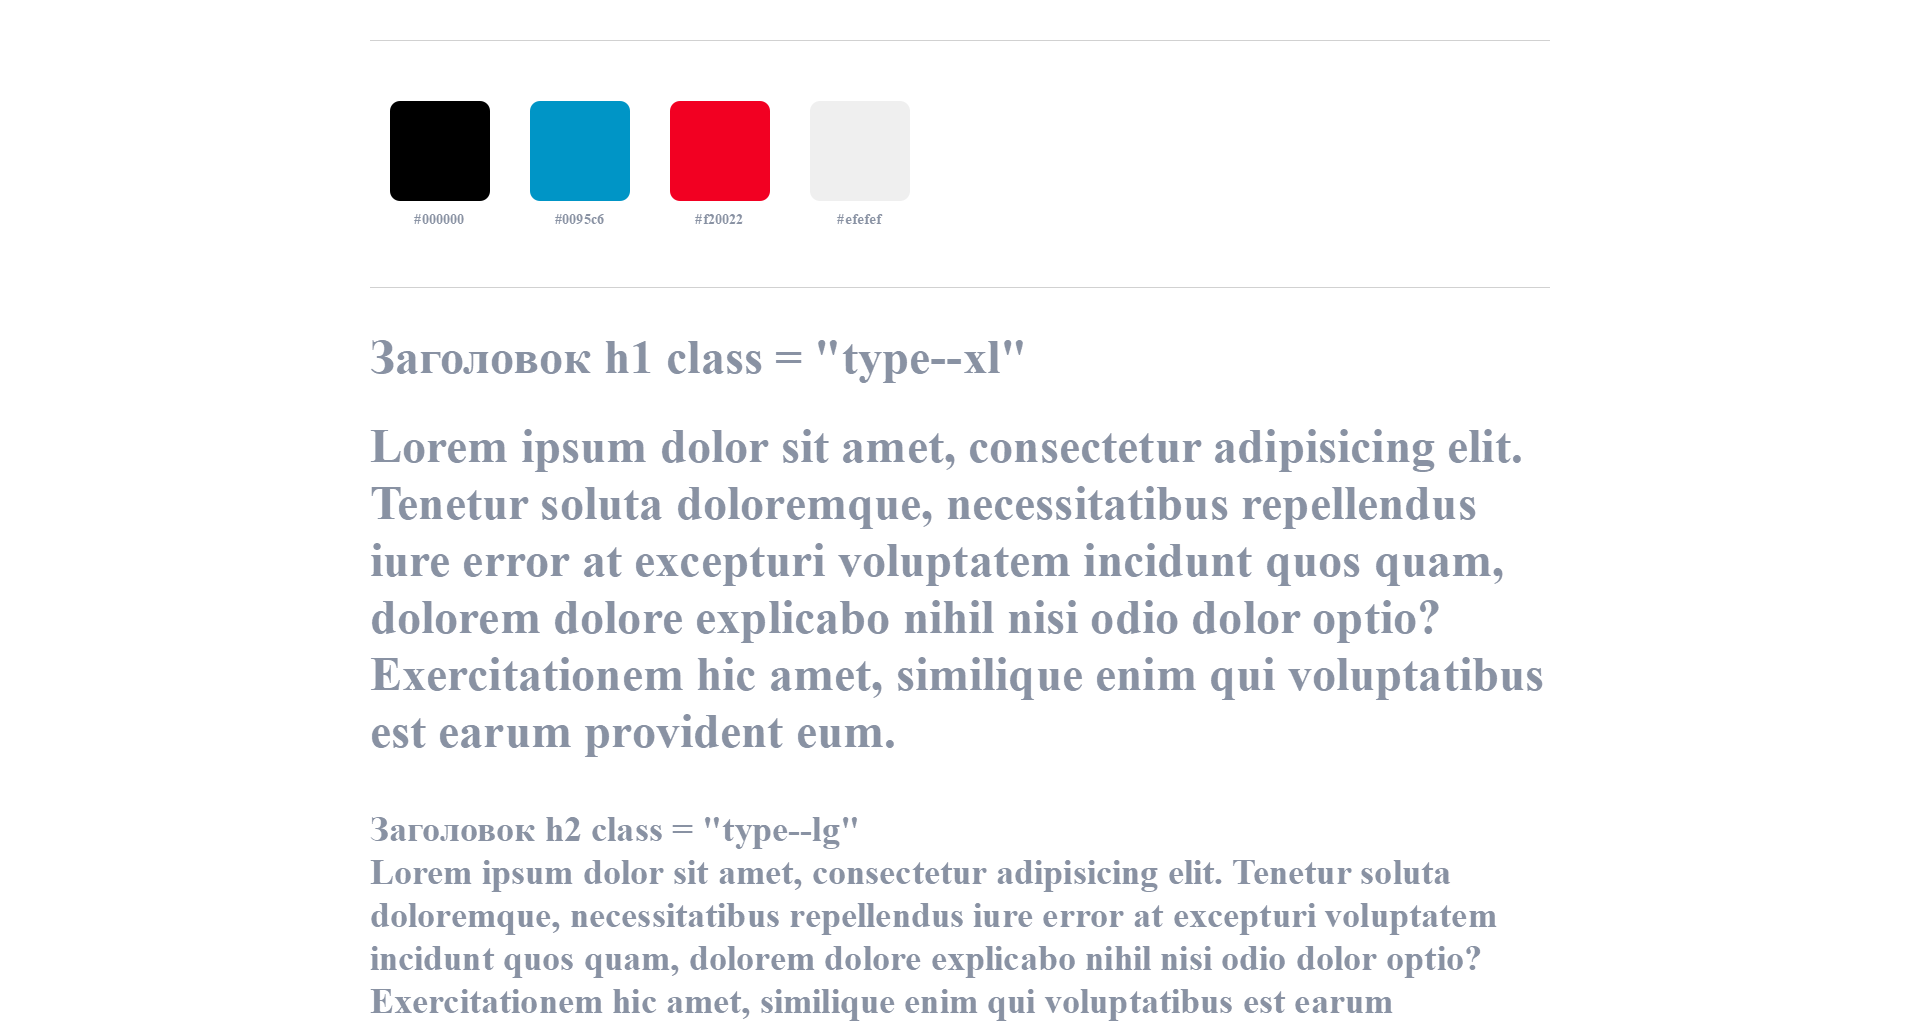 #000000 #0095c6 #f20022 #efefef
Заголовок h1 class = "type--xl"
Lorem ipsum dolor sit amet, consectetur adipisicing elit.
Tenetur soluta doloremque, necessitatibus repellendus
iure error at excepturi voluptatem incidunt quos quam,
dolorem dolore explicabo nihil nisi odio dolor optio?
Exercitationem hic amet, similique enim qui voluptatibus
est earum provident eum.
Заголовок h2 class = "type--lg"
Lorem ipsum dolor sit amet, consectetur adipisicing elit. Tenetur soluta
doloremque, necessitatibus repellendus iure error at excepturi voluptatem
incidunt quos quam, dolorem dolore explicabo nihil nisi odio dolor optio?
Exercitationem hic amet, similique enim qui voluptatibus est earum